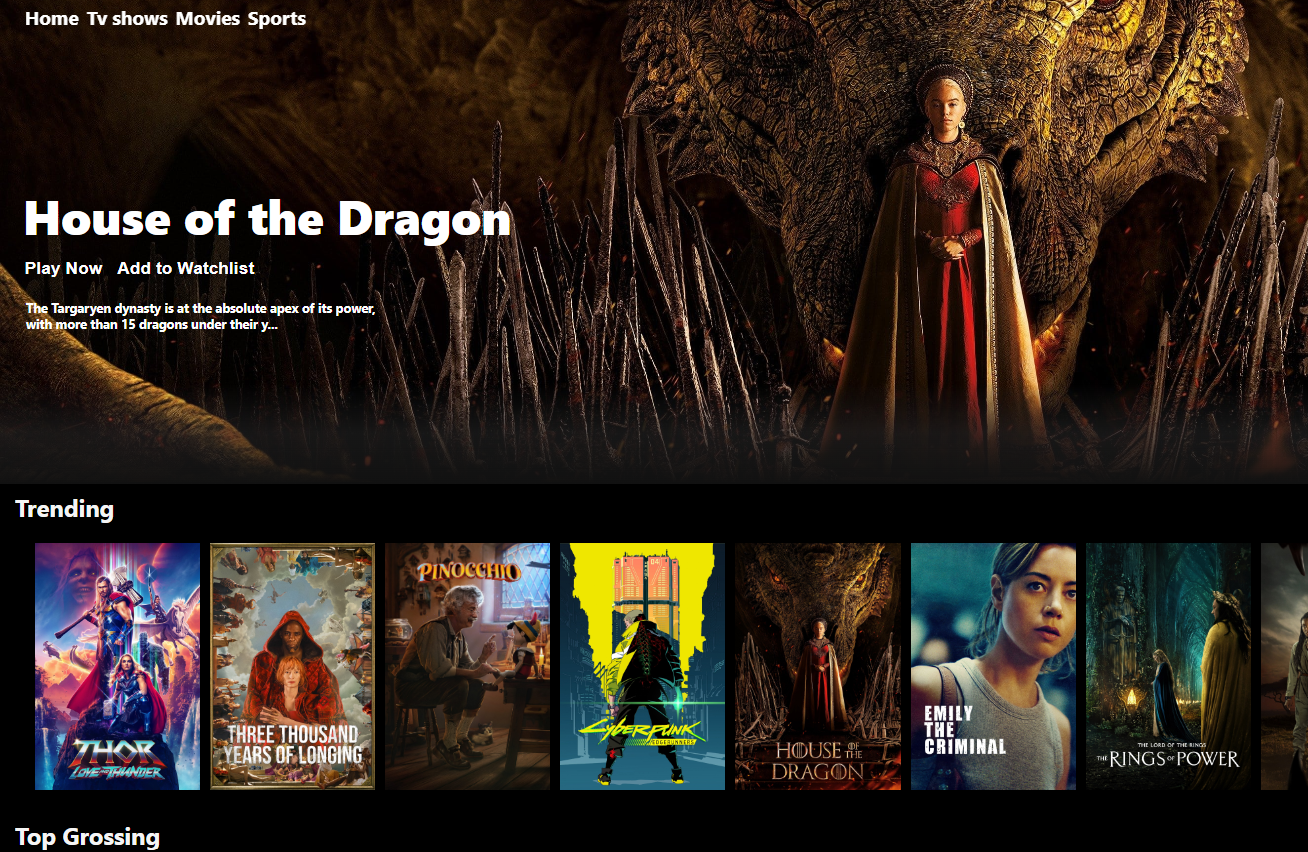 Home Tv shows Movies Sports
House of the Dragon
Play Now Add to Watchlist
The Targaryen dynasty is at the absolute apex of its power,
with more than 15 dragons under their y...
Trending
THOR
LOVE AND THUNDER
THREE THOUSAND
YEARS OF LONGING
PINOCCHIO
04
Cyberpunk
EDGERUNNERS
HOUSE OF THE
DRAGON
EMILY
THE
CRIMINAL
THE LORD OF THE RINGS
THE RINGS OF POWER
Top Grossing